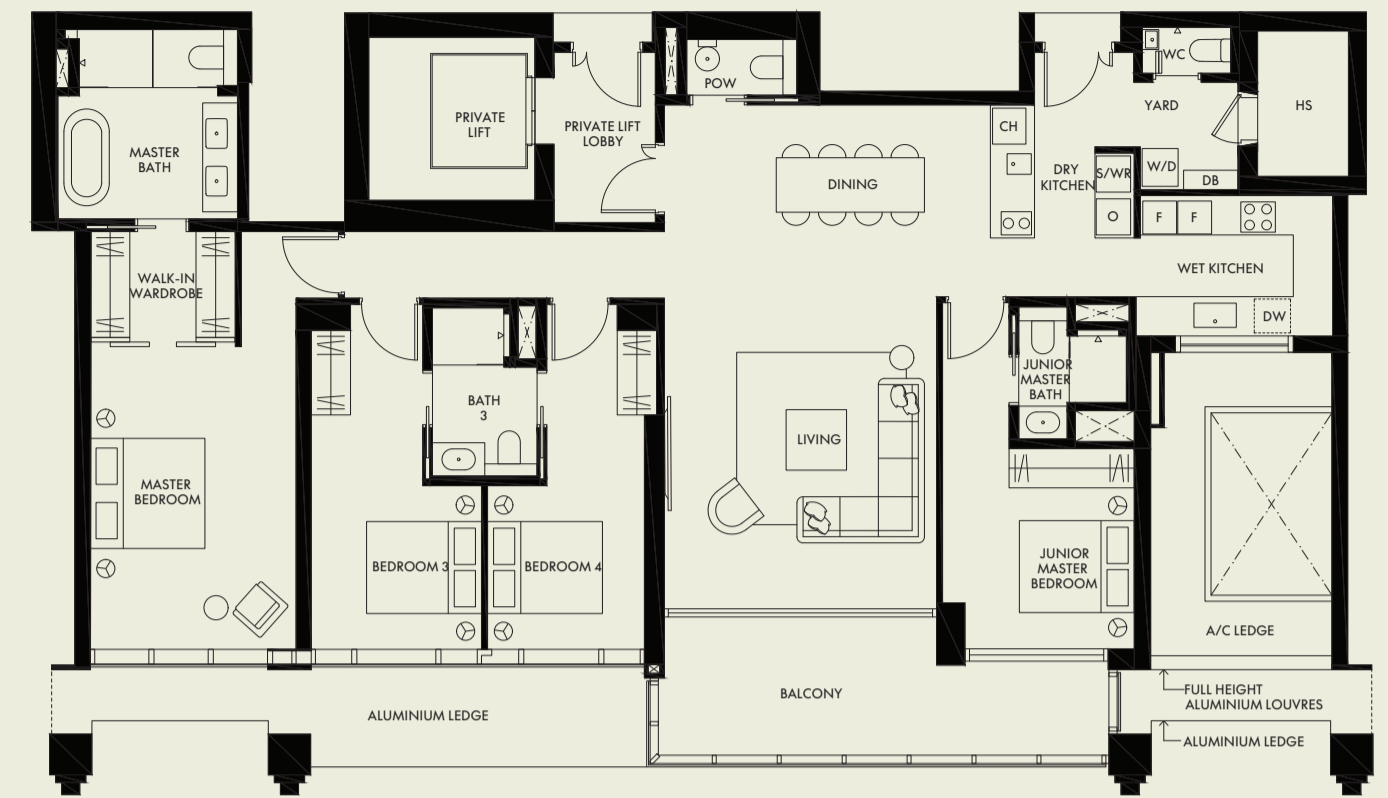 WC
POW
CH
YARD
HS
PRIVATE
LIFT
PRIVATE LIFT
LOBBY
MASTER
BATH
DINING
DRY
KITCHEN
S/WR
W/D
DB
O
F
F
WET KITCHEN
WALK-IN
WARDROBE
DW
JUNIOR
MASTER
BATH
BATH
3
LIVING
MASTER
BEDROOM
BEDROOM 3
BEDROOM 4
JUNIOR
MASTER
BEDROOM
A/C LEDGE
BALCONY
ALUMINIUM LEDGE
FULL HEIGHT
ALUMINIUM LOUVRES
ALUMINIUM LEDGE